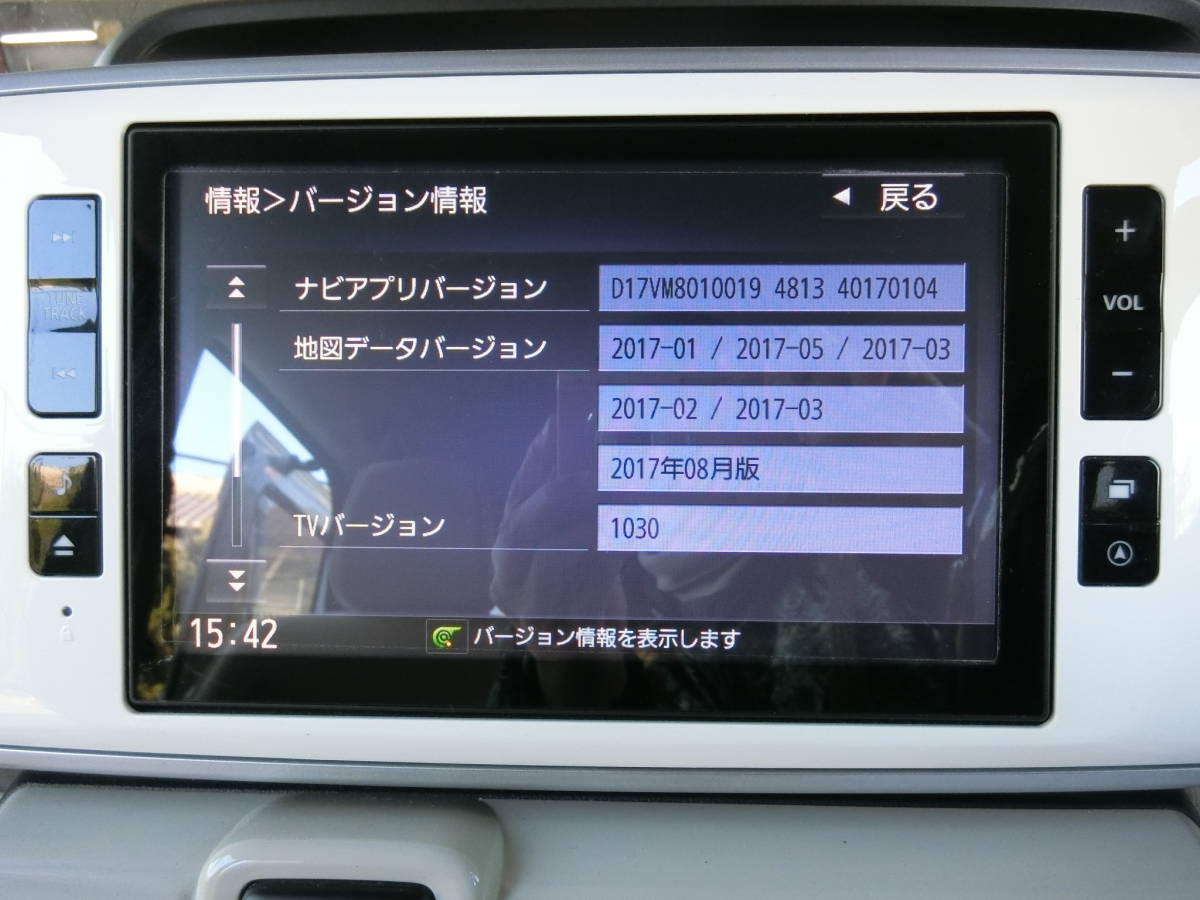 情報＞バージョン情報
戻る
ナビアプリバージョン D17VM8010019 4813 40170104
地図データバージョン 2017-01 / 2017-05 / 2017-03
2017-02 / 2017-03
2017年08月版
TVバージョン 1030
15:42 バージョン情報を表示します
TUNE
TRACK
+
VOL
−